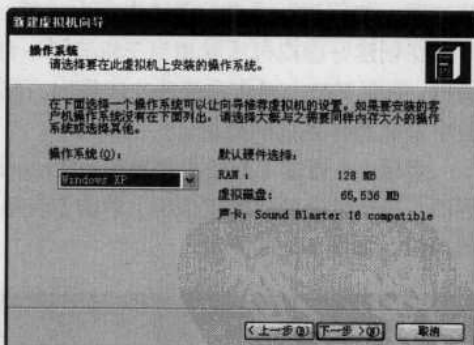 新建虚拟机向导
操作系统
请选择要在此虚拟机上安装的操作系统。
在下面选择一个操作系统可以让向导推荐虚拟机的设置。如果要安装的客
户机操作系统没有在下面列出，请选择大概与之需要同样内存大小的操作
系统或选择其他。
操作系统(O)：
默认硬件选择：
Windows XP
RAM：
128 MB
虚拟磁盘：
65,536 MB
声卡：Sound Blaster 16 compatible
<上一步(B)
下一步>(N)
取消